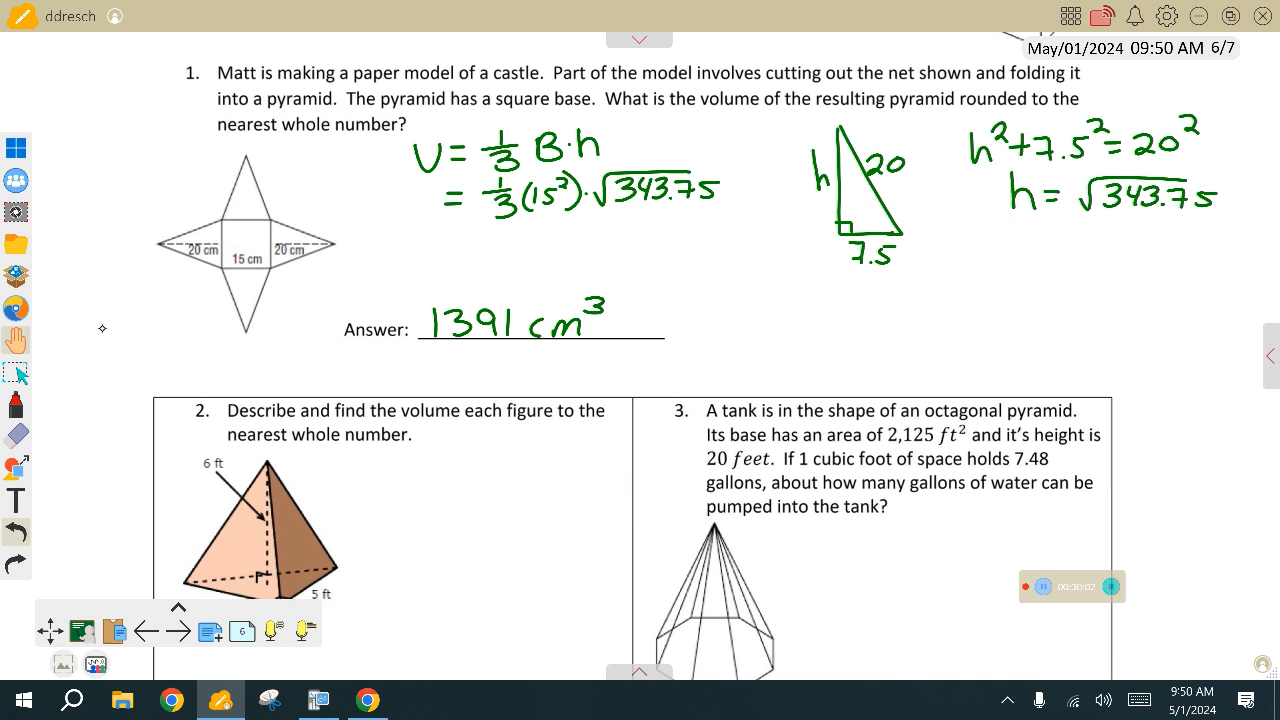 ddresch
May/01/2024 09:50 AM 6/7
1. Matt is making a paper model of a castle. Part of the model involves cutting out the net shown and folding it
into a pyramid. The pyramid has a square base. What is the volume of the resulting pyramid rounded to the
nearest whole number?
V = 1/3 B·h
= 1/3 (15²)·√343.75
h
20
7.5
h² + 7.5² = 20²
h = √343.75
20 cm
15 cm
20 cm
Answer: 1391 cm³
2. Describe and find the volume each figure to the
nearest whole number.
6 ft
5 ft
3. A tank is in the shape of an octagonal pyramid.
Its base has an area of 2,125 ft² and it's height is
20 feet. If 1 cubic foot of space holds 7.48
gallons, about how many gallons of water can be
pumped into the tank?
00:30:02
6
9:50 AM
5/1/2024